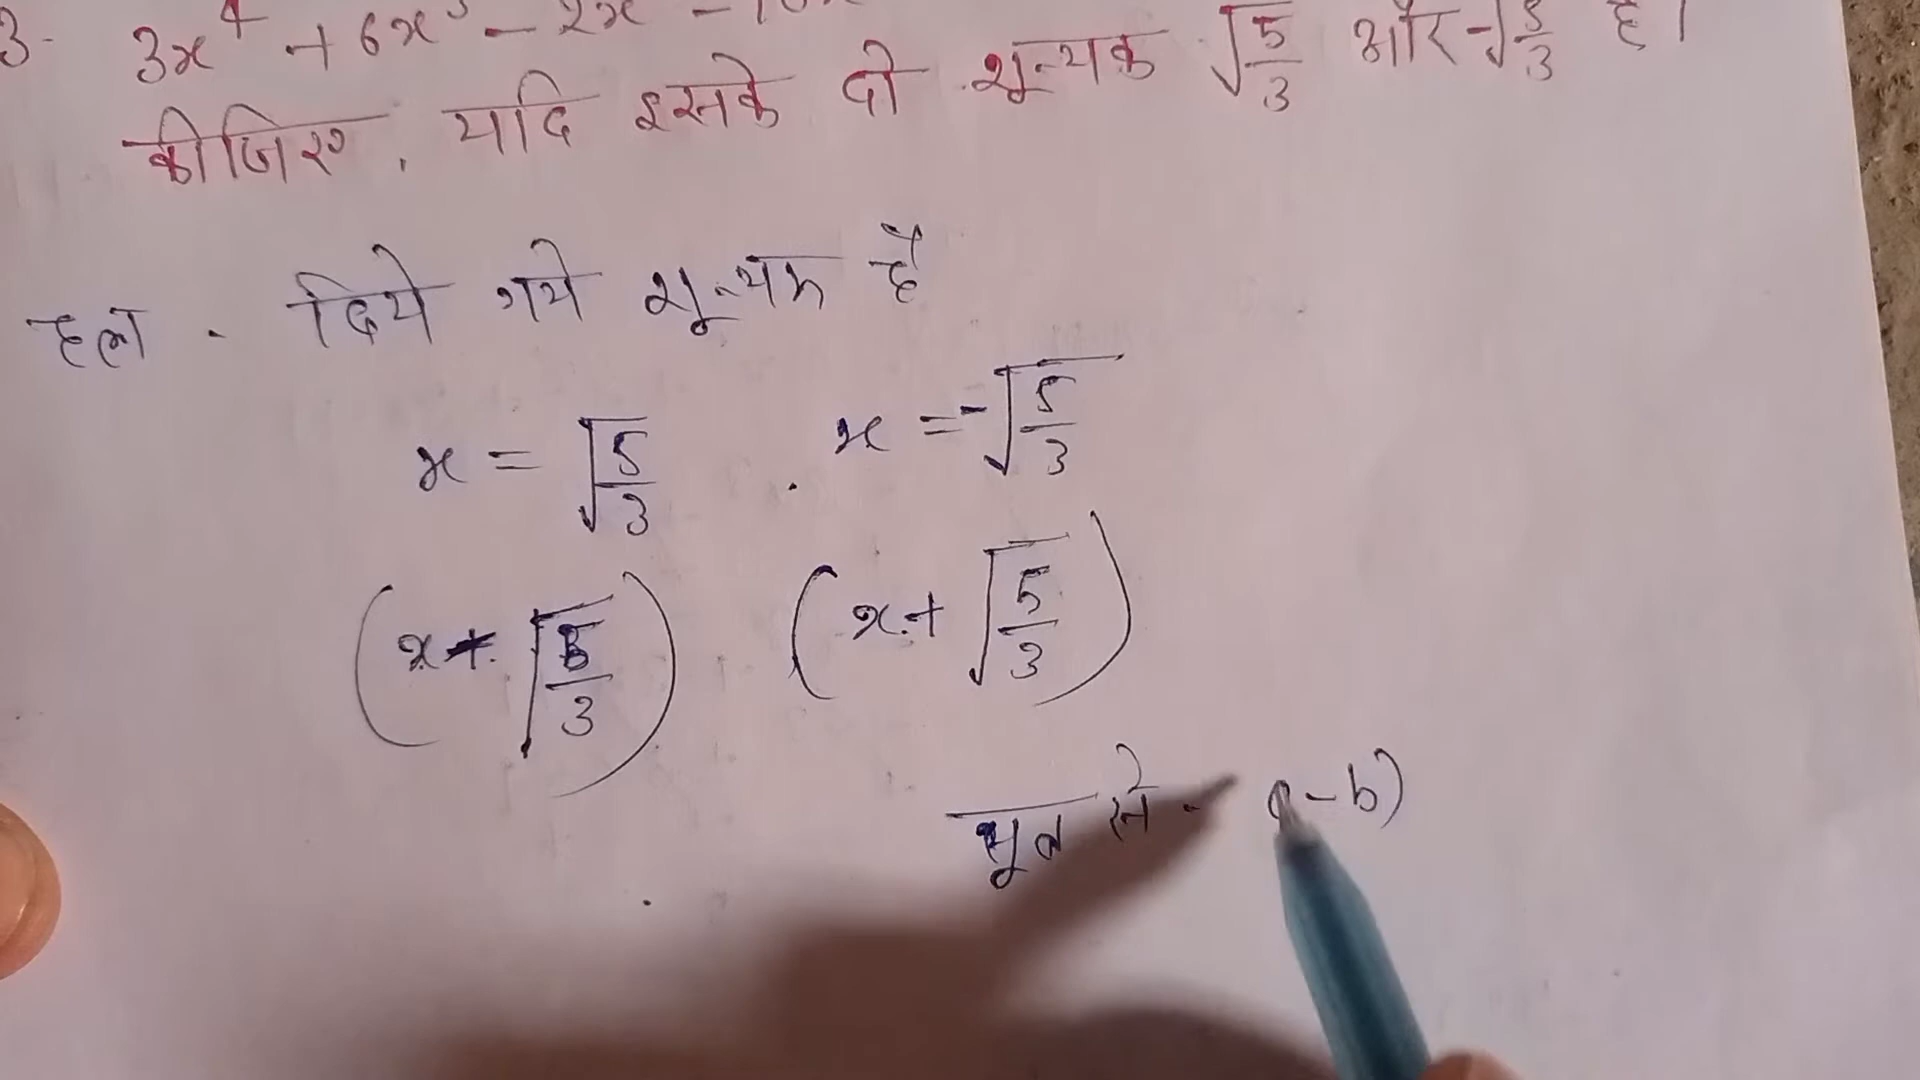 3. 3x⁴ + 6x³ - 2x - 10x
कीजिए, यदि इसके दो शून्यक √5/3 और -√5/3 है।
हल - दिये गये शून्यक है
x = √5/3 , x = -√5/3
(x - √5/3) (x + √5/3)
सूत्र से - a - b)